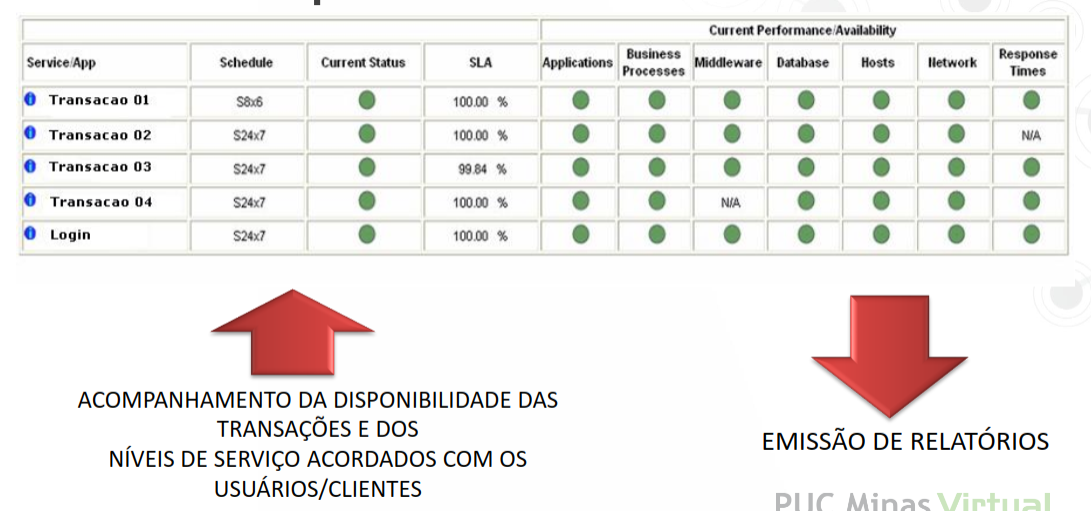 Current Performance/Availability
Service/App Schedule Current Status SLA Applications Business Processes Middleware Database Hosts Network Response Times
Transacao 01 S8x6 100.00 %
Transacao 02 S24x7 100.00 % N/A
Transacao 03 S24x7 99.84 %
Transacao 04 S24x7 100.00 % N/A
Login S24x7 100.00 %
ACOMPANHAMENTO DA DISPONIBILIDADE DAS
TRANSAÇÕES E DOS
NÍVEIS DE SERVIÇO ACORDADOS COM OS
USUÁRIOS/CLIENTES
EMISSÃO DE RELATÓRIOS
PUC Minas Virtual